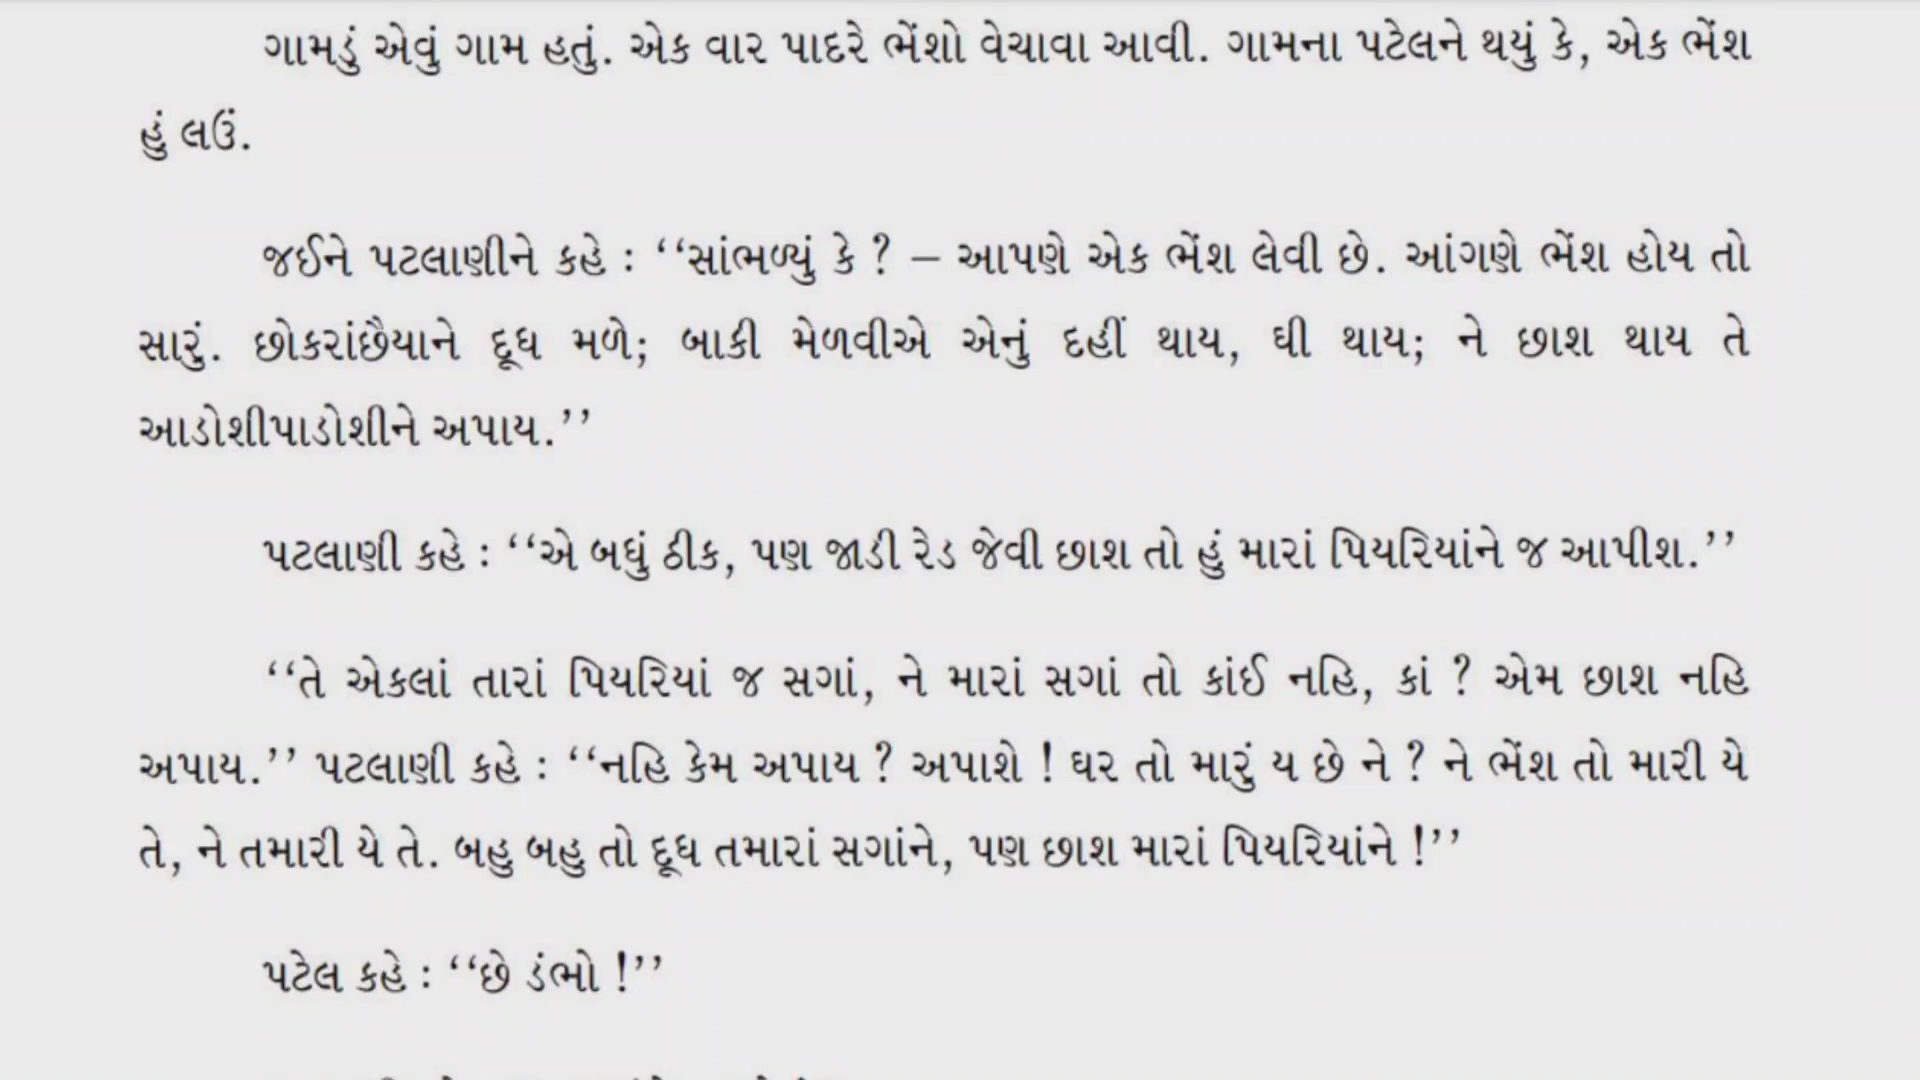 ગામડું એવું ગામ હતું. એક વાર પાદરે ભેંશો વેચાવા આવી. ગામના પટેલને થયું કે, એક ભેંશ
હું લઉં.
જઈને પટલાણીને કહે : ‘‘સાંભળ્યું કે ? – આપણે એક ભેંશ લેવી છે. આંગણે ભેંશ હોય તો
સારું. છોકરાંછૈયાને દૂધ મળે; બાકી મેળવીએ એનું દહીં થાય, ઘી થાય; ને છાશ થાય તે
આડોશીપાડોશીને અપાય.’’
પટલાણી કહે : ‘‘એ બધું ઠીક, પણ જાડી રેડ જેવી છાશ તો હું મારાં પિયરિયાંને જ આપીશ.’’
‘‘તે એકલાં તારાં પિયરિયાં જ સગાં, ને મારાં સગાં તો કાંઈ નહિ, કાં ? એમ છાશ નહિ
અપાય.’’ પટલાણી કહે : ‘‘નહિ કેમ અપાય ? અપાશે ! ઘર તો મારું ય છે ને ? ને ભેંશ તો મારી યે
તે, ને તમારી યે તે. બહુ બહુ તો દૂધ તમારાં સગાંને, પણ છાશ મારાં પિયરિયાંને !’’
પટેલ કહે : ‘‘છે ડંભો !’’